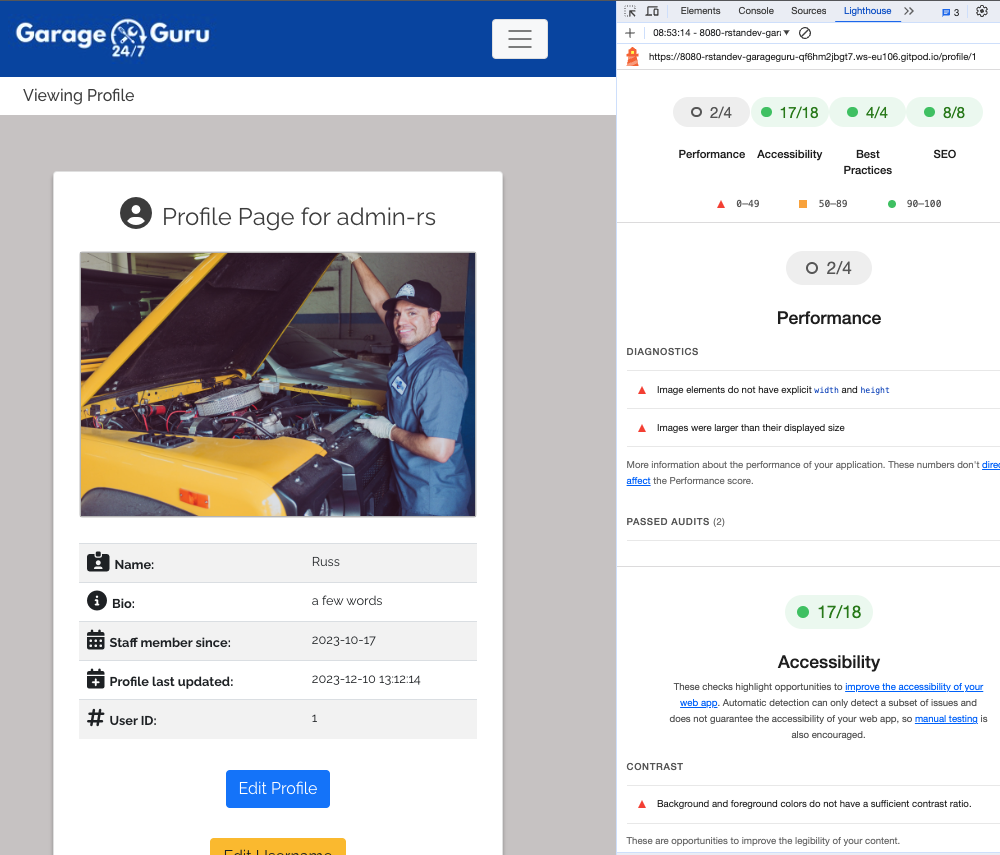 Garage Guru
24/7
Viewing Profile
Profile Page for admin-rs
Name: Russ
Bio: a few words
Staff member since: 2023-10-17
Profile last updated: 2023-12-10 13:12:14
User ID: 1
Edit Profile
Edit Username
Elements Console Sources Lighthouse 3
08:53:14 - 8080-rstandev-gar
https://8080-rstandev-garageguru-qf6hm2jbgt7.ws-eu106.gitpod.io/profile/1
2/4 17/18 4/4 8/8
Performance Accessibility Best Practices SEO
0–49 50–89 90–100
2/4
Performance
DIAGNOSTICS
Image elements do not have explicit width and height
Images were larger than their displayed size
More information about the performance of your application. These numbers don't direc
affect the Performance score.
PASSED AUDITS (2)
17/18
Accessibility
These checks highlight opportunities to improve the accessibility of your
web app. Automatic detection can only detect a subset of issues and
does not guarantee the accessibility of your web app, so manual testing is
also encouraged.
CONTRAST
Background and foreground colors do not have a sufficient contrast ratio.
These are opportunities to improve the legibility of your content.